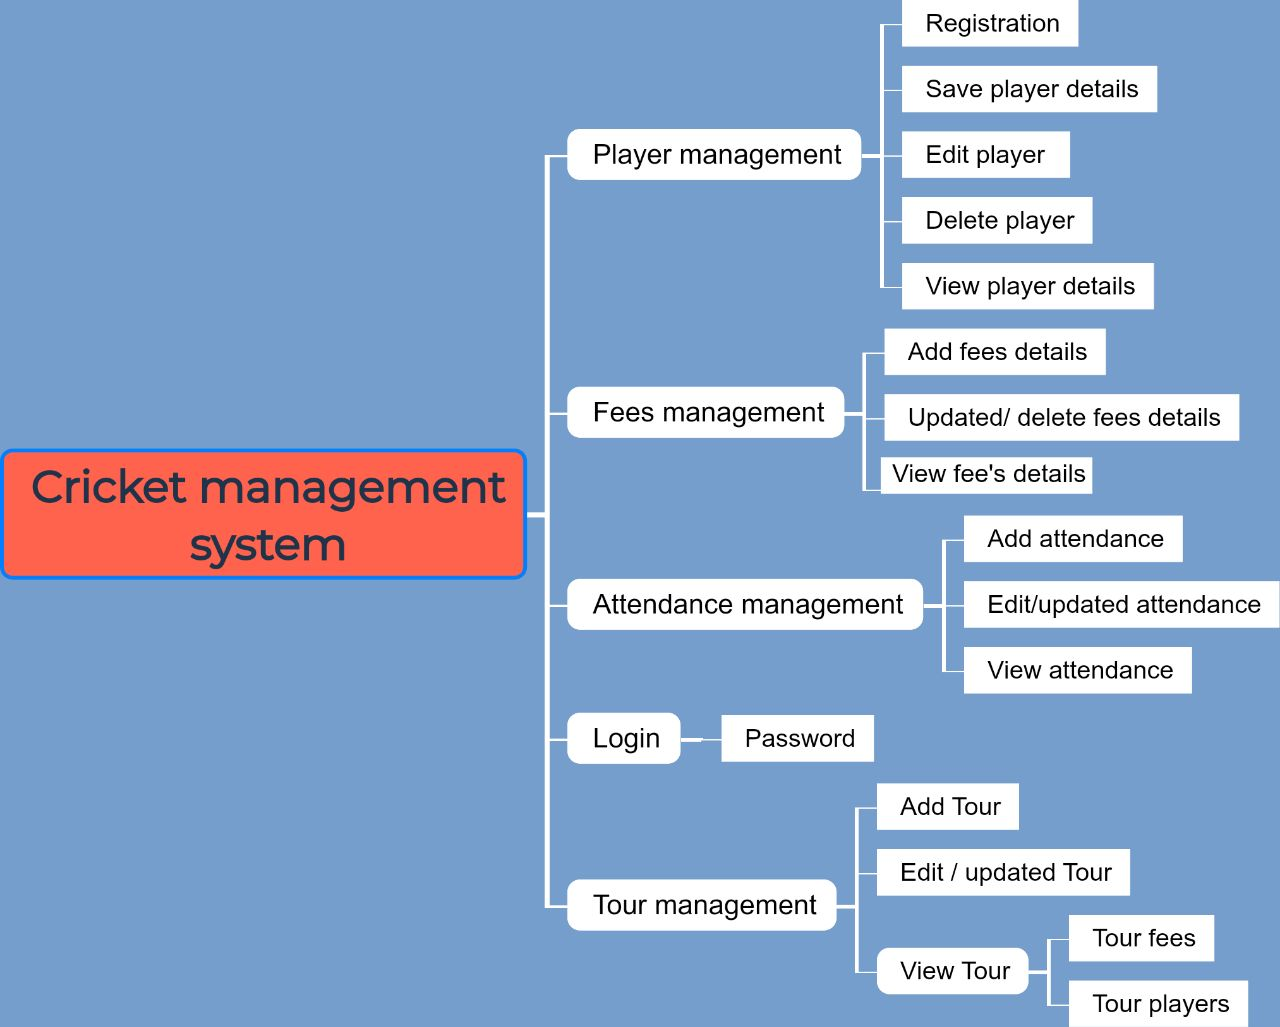 Cricket management
system
Player management
Registration
Save player details
Edit player
Delete player
View player details
Fees management
Add fees details
Updated/ delete fees details
View fee's details
Attendance management
Add attendance
Edit/updated attendance
View attendance
Login
Password
Tour management
Add Tour
Edit / updated Tour
View Tour
Tour fees
Tour players